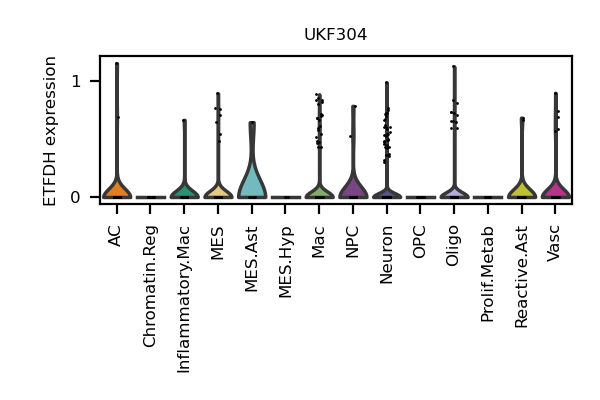 UKF304
ETFDH expression
1
0
AC
Chromatin.Reg
Inflammatory.Mac
MES
MES.Ast
MES.Hyp
Mac
NPC
Neuron
OPC
Oligo
Prolif.Metab
Reactive.Ast
Vasc